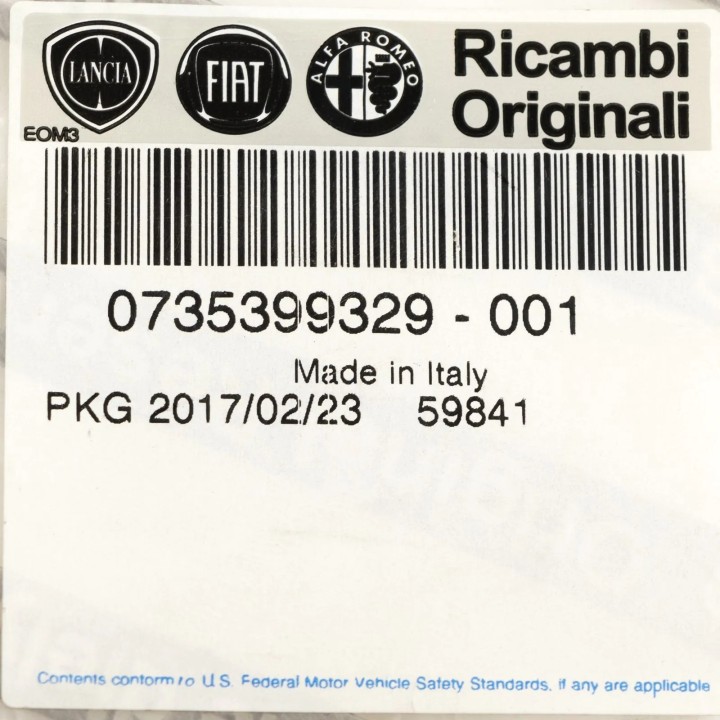 LANCIA
FIAT
ALFA ROMEO
Ricambi
Originali
EOM3
0735399329 - 001
Made in Italy
PKG 2017/02/23 59841
Contents conform to U.S. Federal Motor Vehicle Safety Standards, if any are applicable